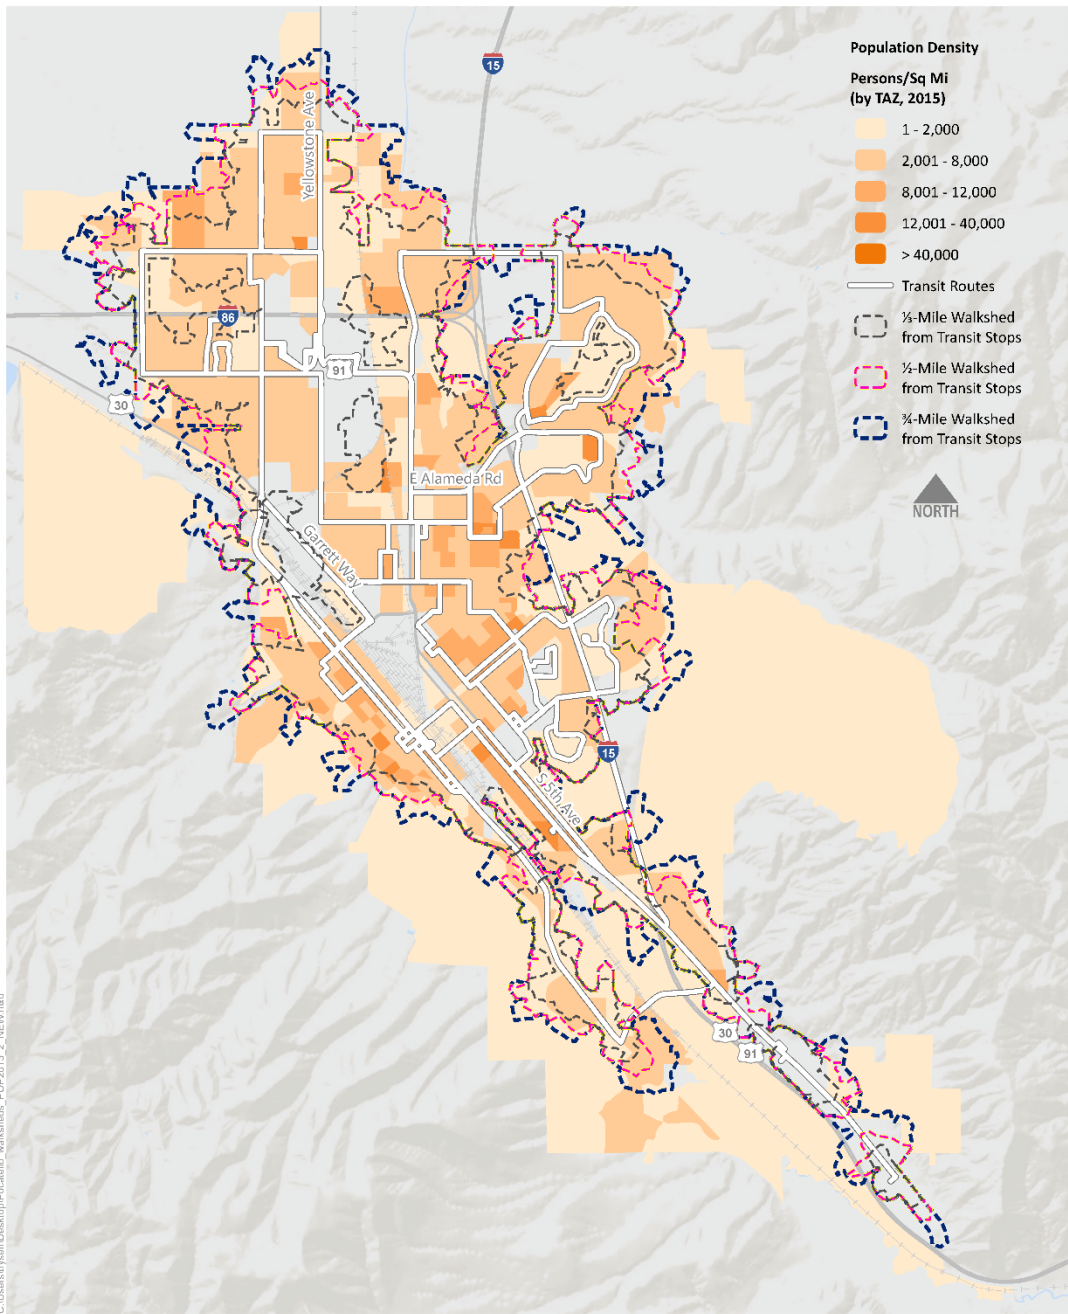 Population Density
Persons/Sq Mi
(by TAZ, 2015)
1 - 2,000
2,001 - 8,000
8,001 - 12,000
12,001 - 40,000
> 40,000
Transit Routes
⅓-Mile Walkshed
from Transit Stops
½-Mile Walkshed
from Transit Stops
¾-Mile Walkshed
from Transit Stops
NORTH
15
Yellowstone Ave
86
91
30
E Alameda Rd
Garrett Way
15
S 5th Ave
30
91